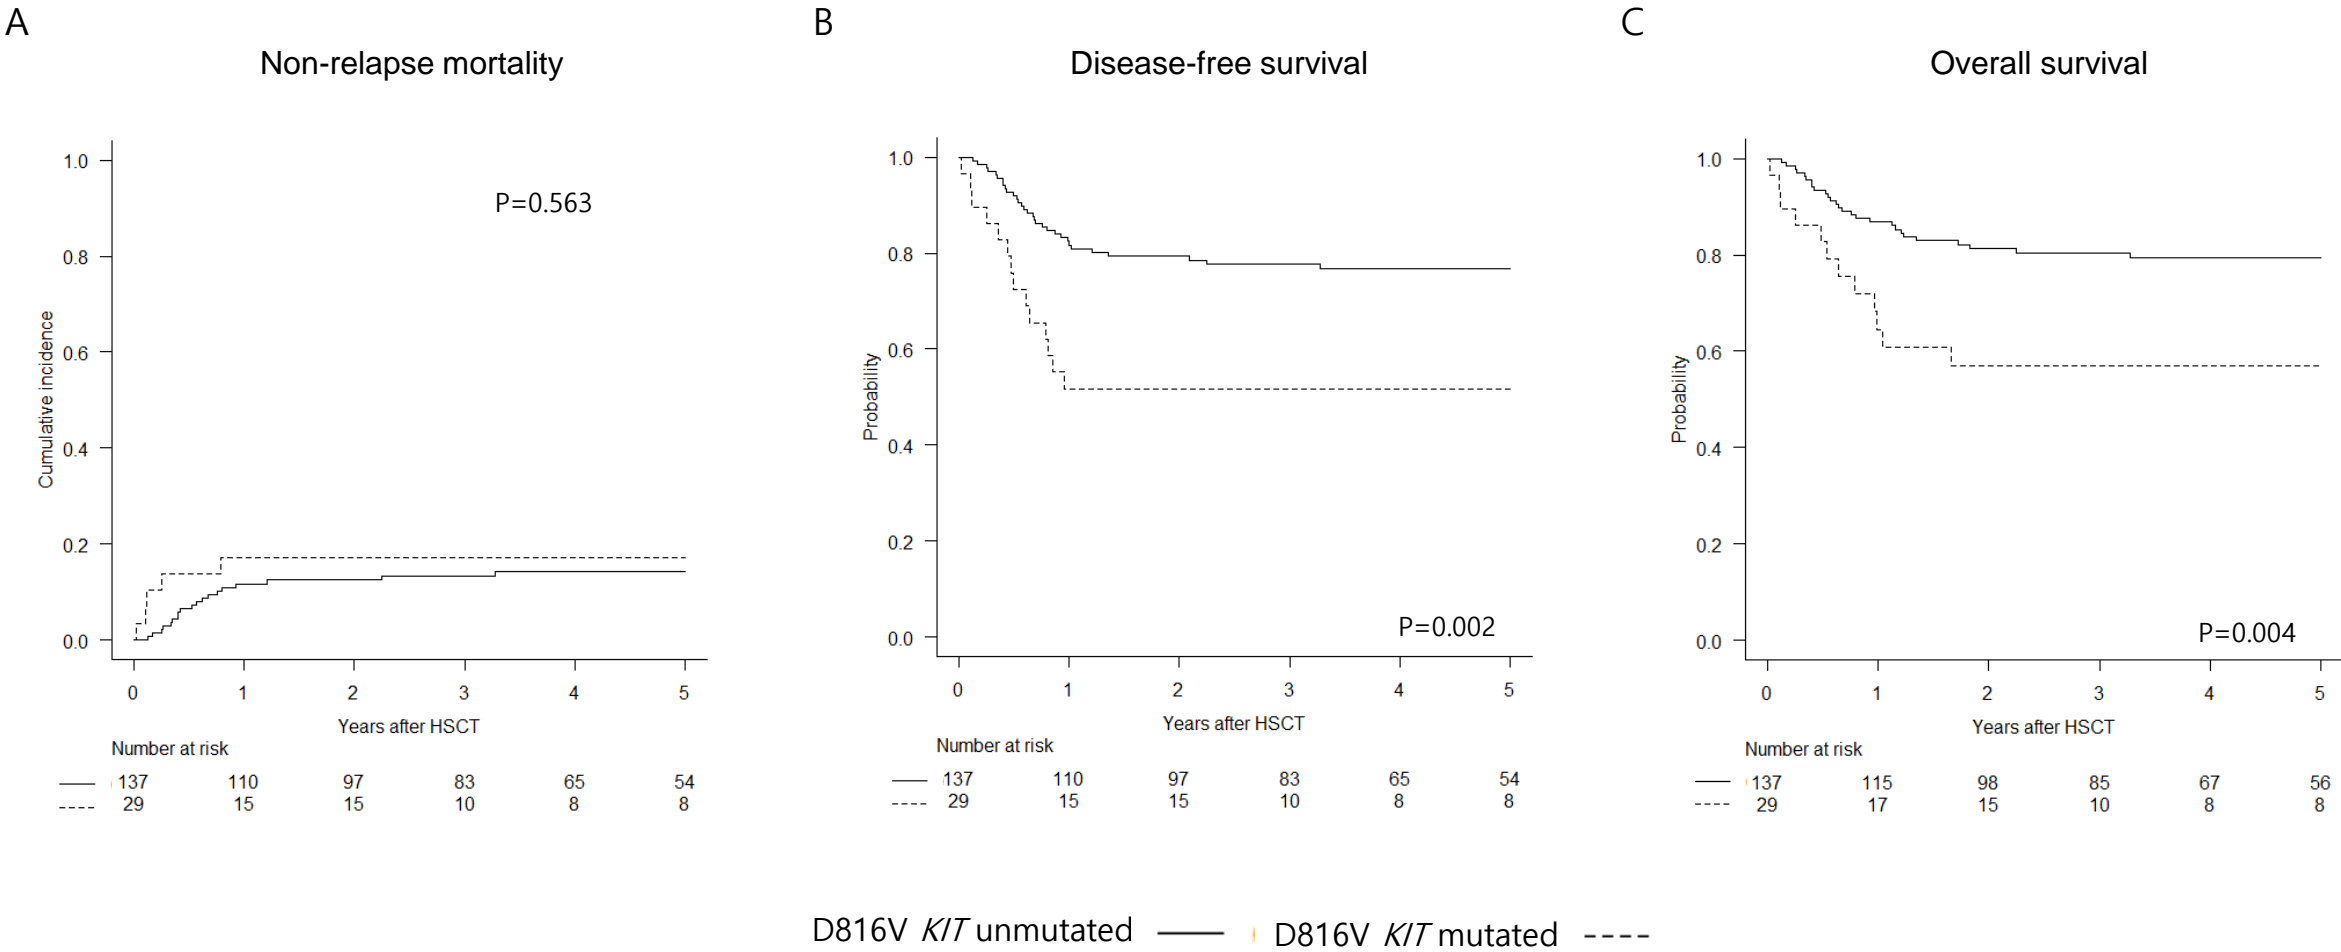 A
Non-relapse mortality
1.0
0.8
0.6
0.4
0.2
0.0
Cumulative incidence
P=0.563
0 1 2 3 4 5
Years after HSCT
Number at risk
137 110 97 83 65 54
29 15 15 10 8 8
B
Disease-free survival
1.0
0.8
0.6
0.4
0.2
0.0
Probability
P=0.002
0 1 2 3 4 5
Years after HSCT
Number at risk
137 110 97 83 65 54
29 15 15 10 8 8
C
Overall survival
1.0
0.8
0.6
0.4
0.2
0.0
Probability
P=0.004
0 1 2 3 4 5
Years after HSCT
Number at risk
137 115 98 85 67 56
29 17 15 10 8 8
D816V KIT unmutated D816V KIT mutated